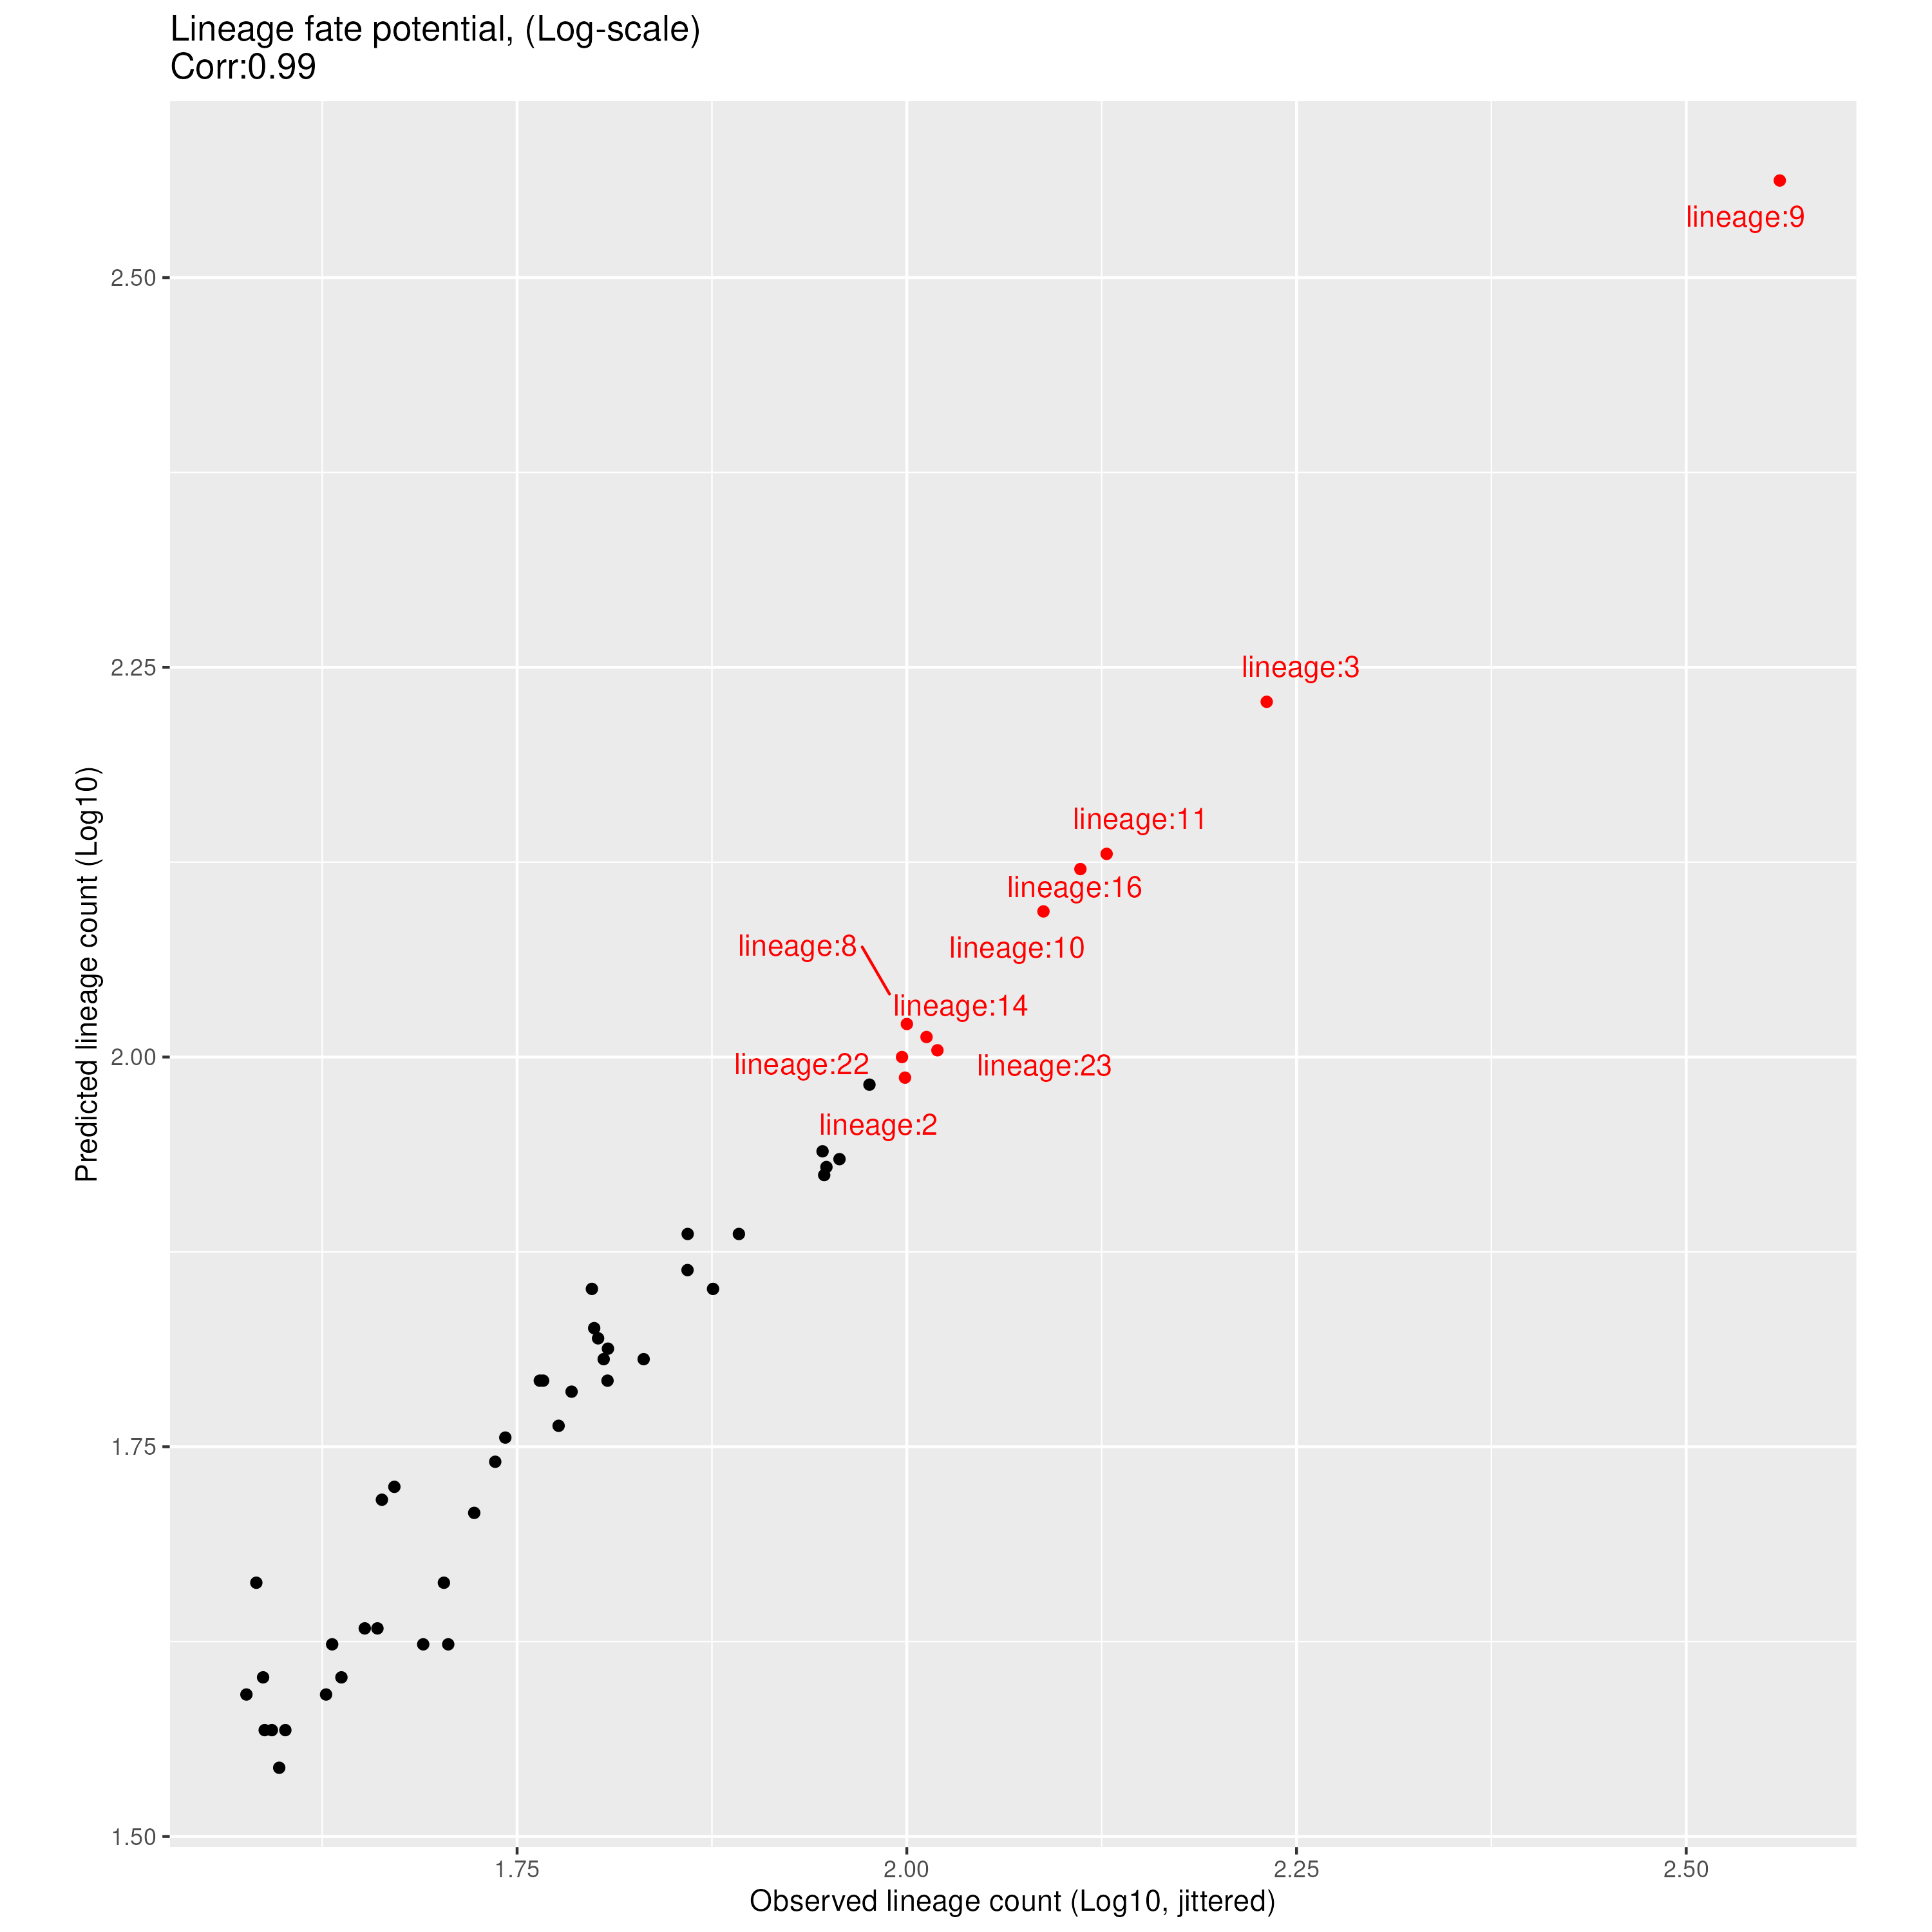 Lineage fate potential, (Log-scale)
Corr:0.99
Predicted lineage count (Log10)
2.50
2.25
2.00
1.75
1.50
lineage:9
lineage:3
lineage:11
lineage:16
lineage:8
lineage:10
lineage:14
lineage:22
lineage:23
lineage:2
1.75
2.00
2.25
2.50
Observed lineage count (Log10, jittered)